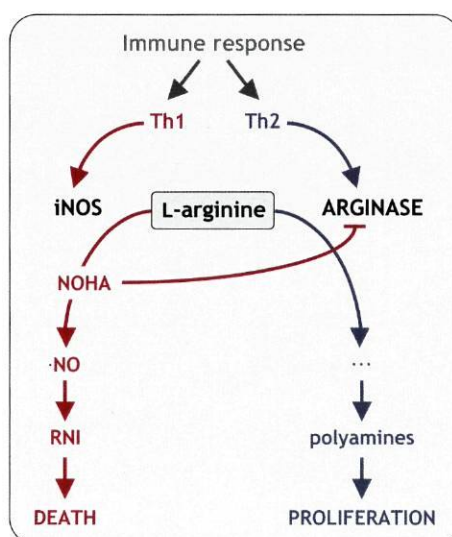 Immune response
Th1 Th2
iNOS L-arginine ARGINASE
NOHA
·NO ...
RNI polyamines
DEATH PROLIFERATION